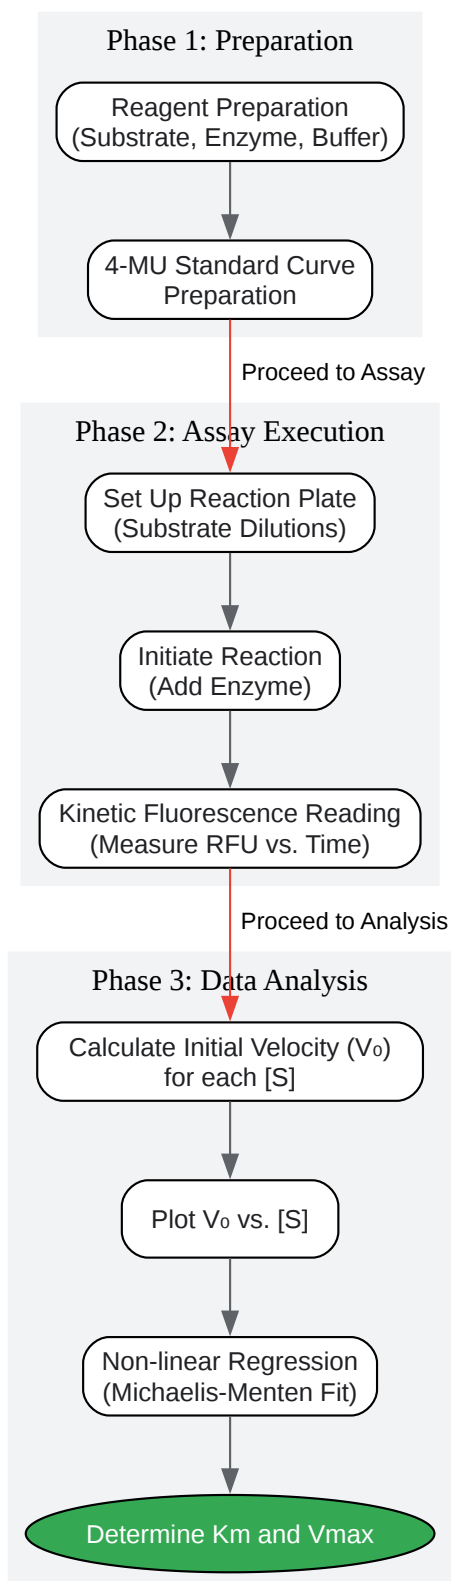 Phase 1: Preparation
Reagent Preparation
(Substrate, Enzyme, Buffer)
4-MU Standard Curve
Preparation
Proceed to Assay
Phase 2: Assay Execution
Set Up Reaction Plate
(Substrate Dilutions)
Initiate Reaction
(Add Enzyme)
Kinetic Fluorescence Reading
(Measure RFU vs. Time)
Proceed to Analysis
Phase 3: Data Analysis
Calculate Initial Velocity (V₀)
for each [S]
Plot V₀ vs. [S]
Non-linear Regression
(Michaelis-Menten Fit)
Determine Km and Vmax